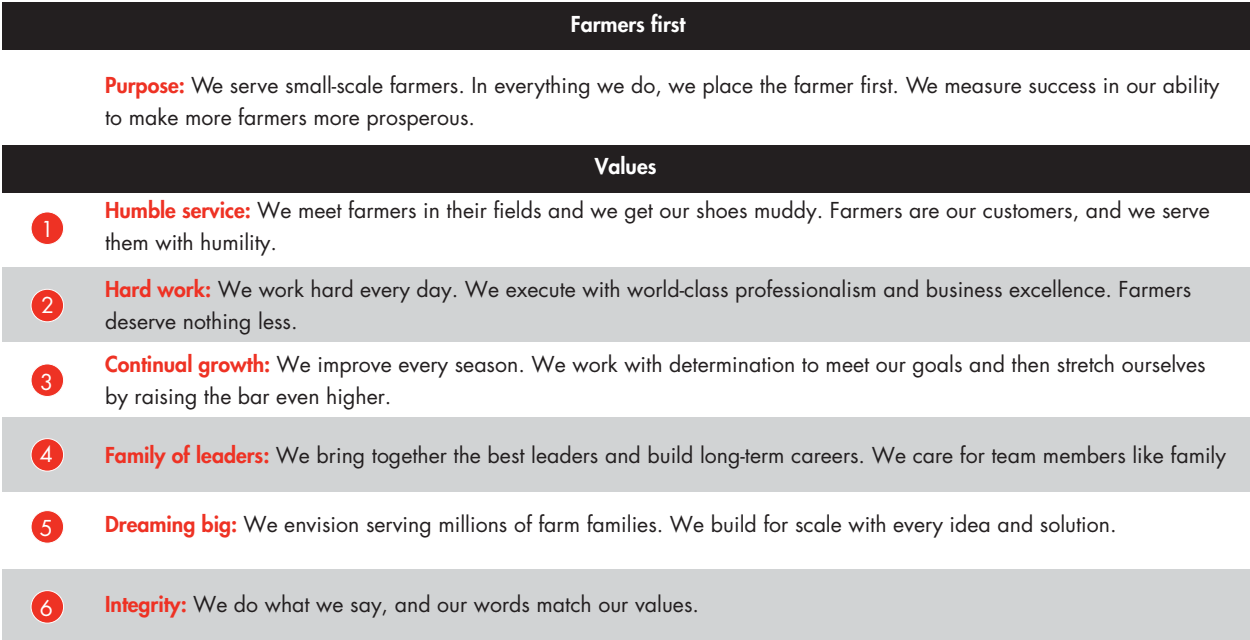 Farmers first
Purpose: We serve small-scale farmers. In everything we do, we place the farmer first. We measure success in our ability
to make more farmers more prosperous.
Values
1
Humble service: We meet farmers in their fields and we get our shoes muddy. Farmers are our customers, and we serve
them with humility.
2
Hard work: We work hard every day. We execute with world-class professionalism and business excellence. Farmers
deserve nothing less.
3
Continual growth: We improve every season. We work with determination to meet our goals and then stretch ourselves
by raising the bar even higher.
4
Family of leaders: We bring together the best leaders and build long-term careers. We care for team members like family
5
Dreaming big: We envision serving millions of farm families. We build for scale with every idea and solution.
6
Integrity: We do what we say, and our words match our values.